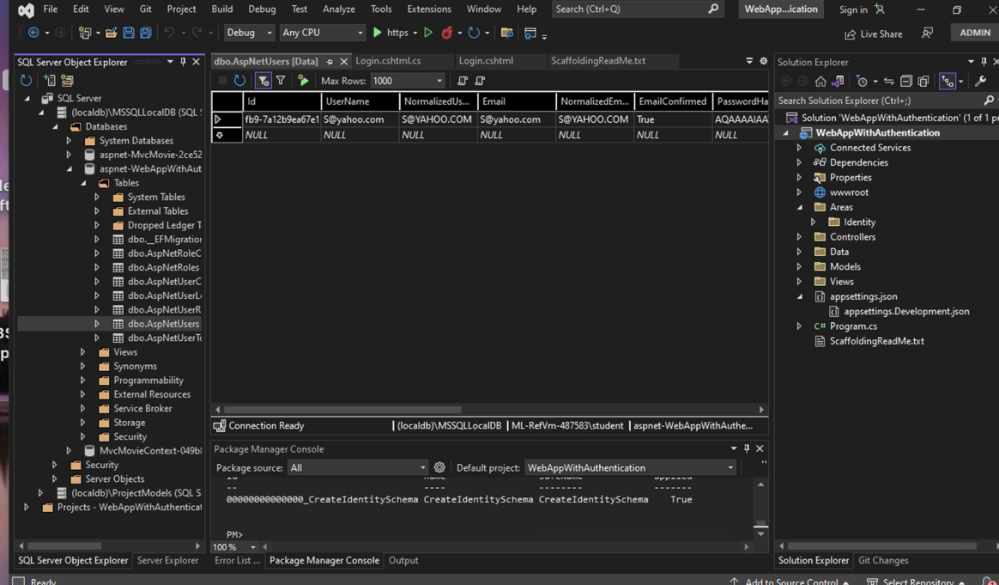 File Edit View Git Project Build Debug Test Analyze Tools Extensions Window Help Search (Ctrl+Q) WebApp...ication Sign in
Debug Any CPU https Live Share ADMIN
SQL Server Object Explorer
SQL Server
(localdb)\MSSQLLocalDB (SQL
Databases
System Databases
aspnet-MvcMovie-2ce52
aspnet-WebAppWithAut
Tables
System Tables
External Tables
Dropped Ledger T
dbo.__EFMigration
dbo.AspNetRoleC
dbo.AspNetRoles
dbo.AspNetUserC
dbo.AspNetUserL
dbo.AspNetUserR
dbo.AspNetUsers
dbo.AspNetUserTo
Views
Synonyms
Programmability
External Resources
Service Broker
Storage
Security
MvcMovieContext-049b
Security
Server Objects
(localdb)\ProjectModels (SQL S
Projects - WebAppWithAuthenticat
SQL Server Object Explorer Server Explorer
dbo.AspNetUsers [Data] Login.cshtml.cs Login.cshtml ScaffoldingReadMe.txt
Max Rows: 1000
Id UserName NormalizedUs... Email NormalizedEm... EmailConfirmed PasswordHa
fb9-7a12b9ea67e1 S@yahoo.com S@YAHOO.COM S@yahoo.com S@YAHOO.COM True AQAAAAIAA
NULL NULL NULL NULL NULL NULL NULL
Connection Ready (localdb)\MSSQLLocalDB ML-RefVm-487583\student aspnet-WebAppWithAuthe...
Package Manager Console
Package source: All Default project: WebAppWithAuthentication
-- ---- -------- -------
00000000000000_CreateIdentitySchema CreateIdentitySchema CreateIdentitySchema True
PM>
100 %
Error List ... Package Manager Console Output
Solution Explorer
Search Solution Explorer (Ctrl+;)
Solution 'WebAppWithAuthentication' (1 of 1 pr
WebAppWithAuthentication
Connected Services
Dependencies
Properties
wwwroot
Areas
Identity
Controllers
Data
Models
Views
appsettings.json
appsettings.Development.json
C# Program.cs
ScaffoldingReadMe.txt
Solution Explorer Git Changes
Ready Add to Source Control Select Repository